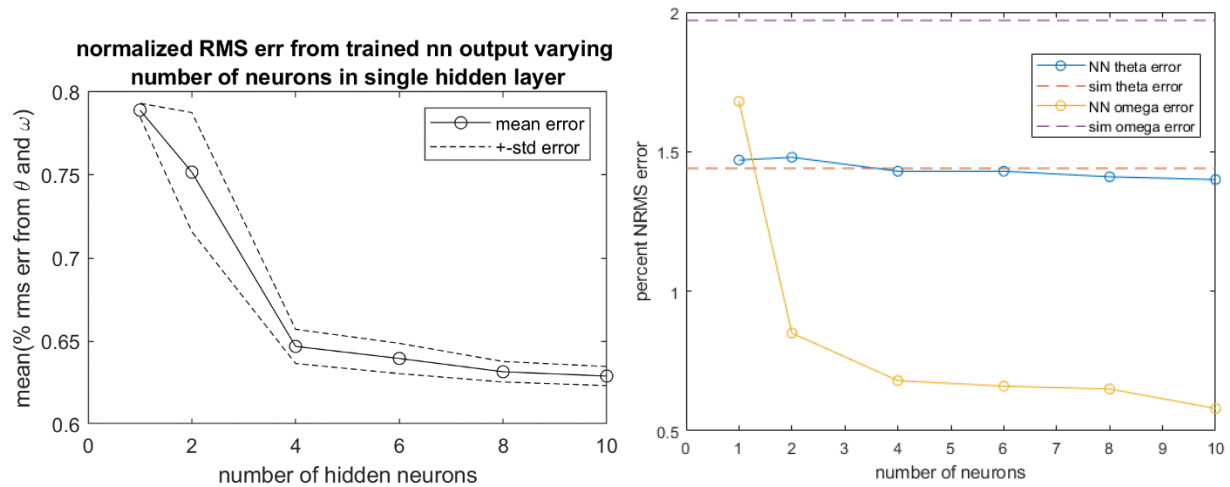 normalized RMS err from trained nn output varying
number of neurons in single hidden layer
0.8
0.75
0.7
0.65
0.6
mean(% rms err from θ and ω)
mean error
+-std error
0 2 4 6 8 10
number of hidden neurons
2
1.5
1
0.5
percent NRMS error
NN theta error
sim theta error
NN omega error
sim omega error
0 1 2 3 4 5 6 7 8 9 10
number of neurons